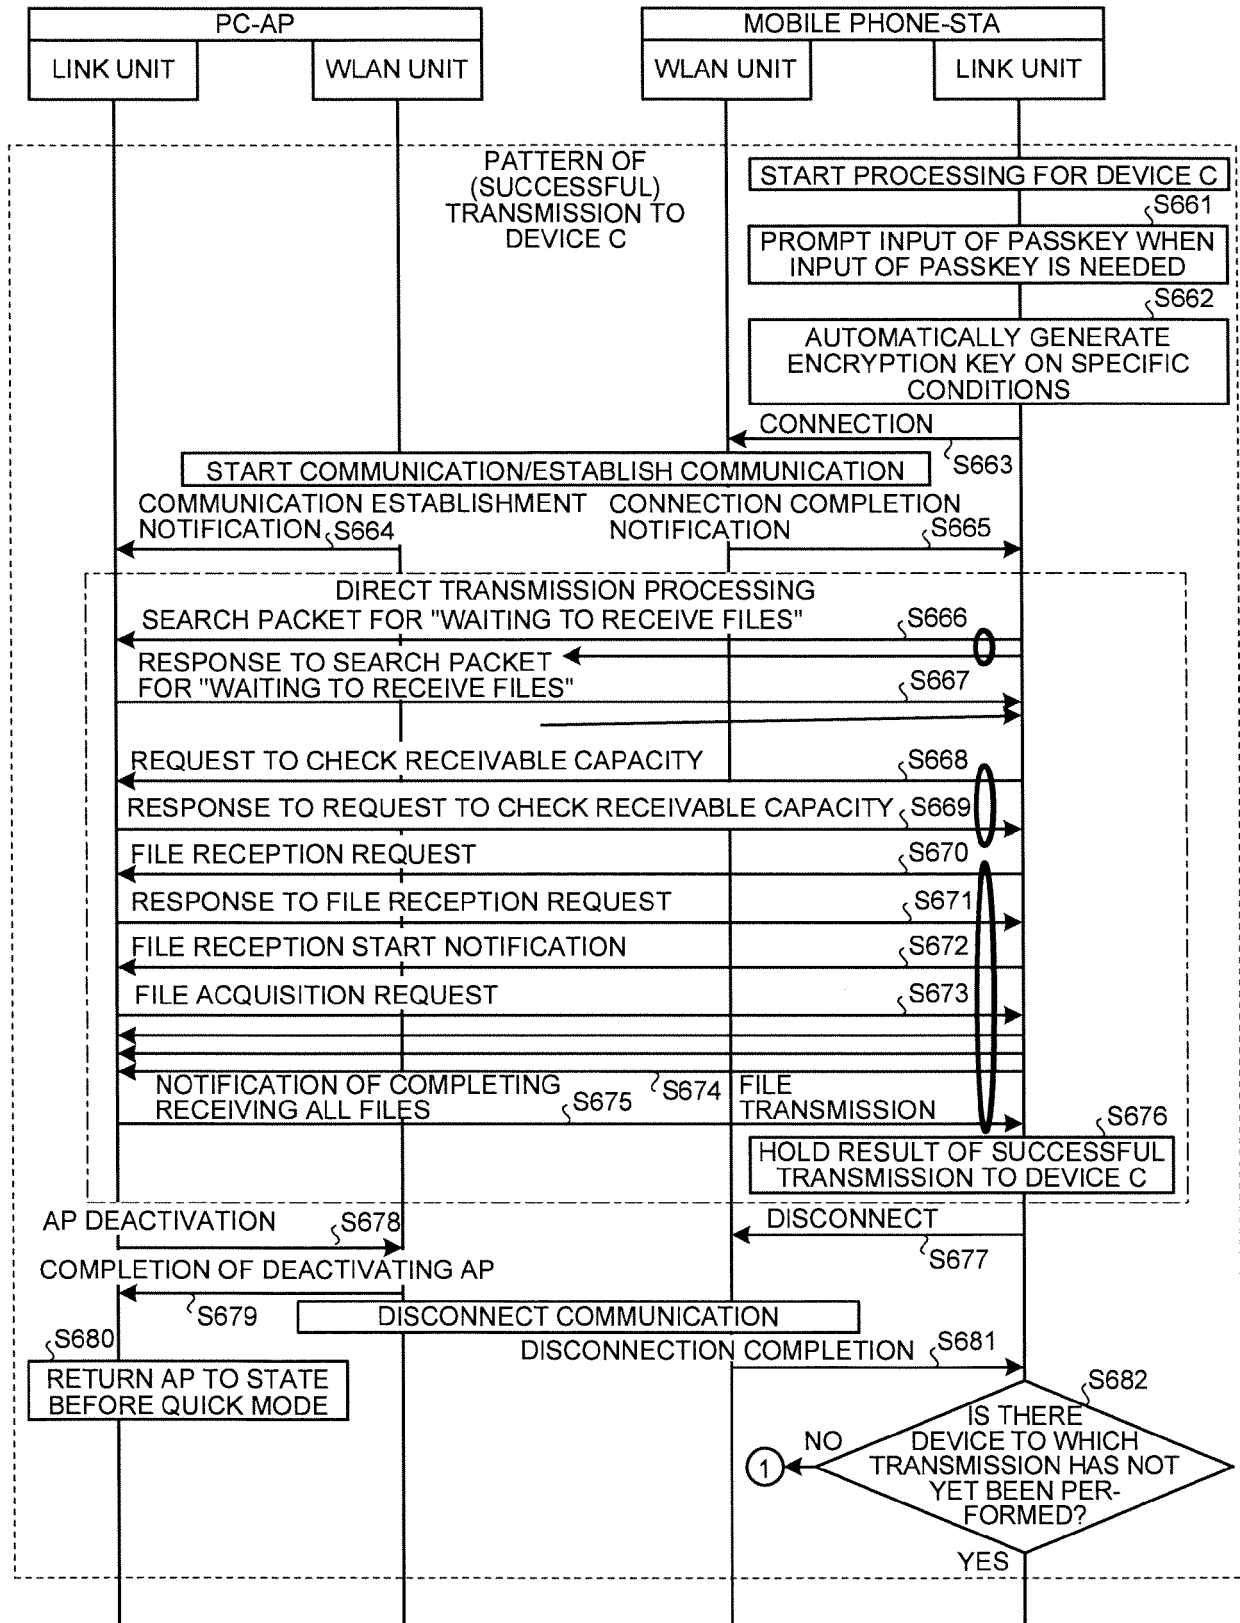 PC-AP
MOBILE PHONE-STA
LINK UNIT
WLAN UNIT
WLAN UNIT
LINK UNIT
PATTERN OF
(SUCCESSFUL)
TRANSMISSION TO
DEVICE C
START PROCESSING FOR DEVICE C
S661
PROMPT INPUT OF PASSKEY WHEN
INPUT OF PASSKEY IS NEEDED
S662
AUTOMATICALLY GENERATE
ENCRYPTION KEY ON SPECIFIC
CONDITIONS
CONNECTION
S663
START COMMUNICATION/ESTABLISH COMMUNICATION
COMMUNICATION ESTABLISHMENT
NOTIFICATION
S664
CONNECTION COMPLETION
NOTIFICATION
S665
DIRECT TRANSMISSION PROCESSING
SEARCH PACKET FOR "WAITING TO RECEIVE FILES"
S666
RESPONSE TO SEARCH PACKET
FOR "WAITING TO RECEIVE FILES"
S667
REQUEST TO CHECK RECEIVABLE CAPACITY
S668
RESPONSE TO REQUEST TO CHECK RECEIVABLE CAPACITY
S669
FILE RECEPTION REQUEST
S670
RESPONSE TO FILE RECEPTION REQUEST
S671
FILE RECEPTION START NOTIFICATION
S672
FILE ACQUISITION REQUEST
S673
NOTIFICATION OF COMPLETING
RECEIVING ALL FILES
S675
S674
FILE
TRANSMISSION
S676
HOLD RESULT OF SUCCESSFUL
TRANSMISSION TO DEVICE C
AP DEACTIVATION
S678
DISCONNECT
S677
COMPLETION OF DEACTIVATING AP
S679
DISCONNECT COMMUNICATION
S680
DISCONNECTION COMPLETION
S681
RETURN AP TO STATE
BEFORE QUICK MODE
S682
IS THERE
DEVICE TO WHICH
TRANSMISSION HAS NOT
YET BEEN PER-
FORMED?
NO
1
YES